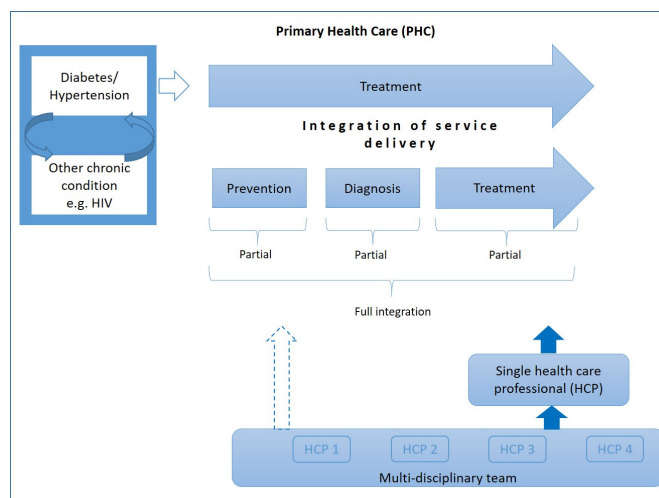 Primary Health Care (PHC)
Diabetes/
Hypertension
Other chronic
condition
e.g. HIV
Treatment
Integration of service
delivery
Prevention
Diagnosis
Treatment
Partial
Partial
Partial
Full integration
Single health care
professional (HCP)
HCP 1
HCP 2
HCP 3
HCP 4
Multi-disciplinary team